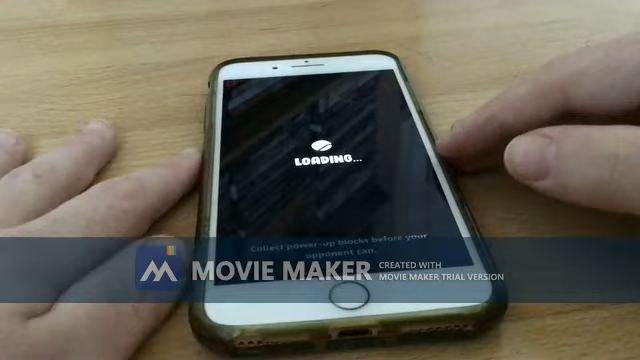 LOADING...
Collect power-up blocks before your
opponent can.
MOVIE MAKER
CREATED WITH
MOVIE MAKER TRIAL VERSION